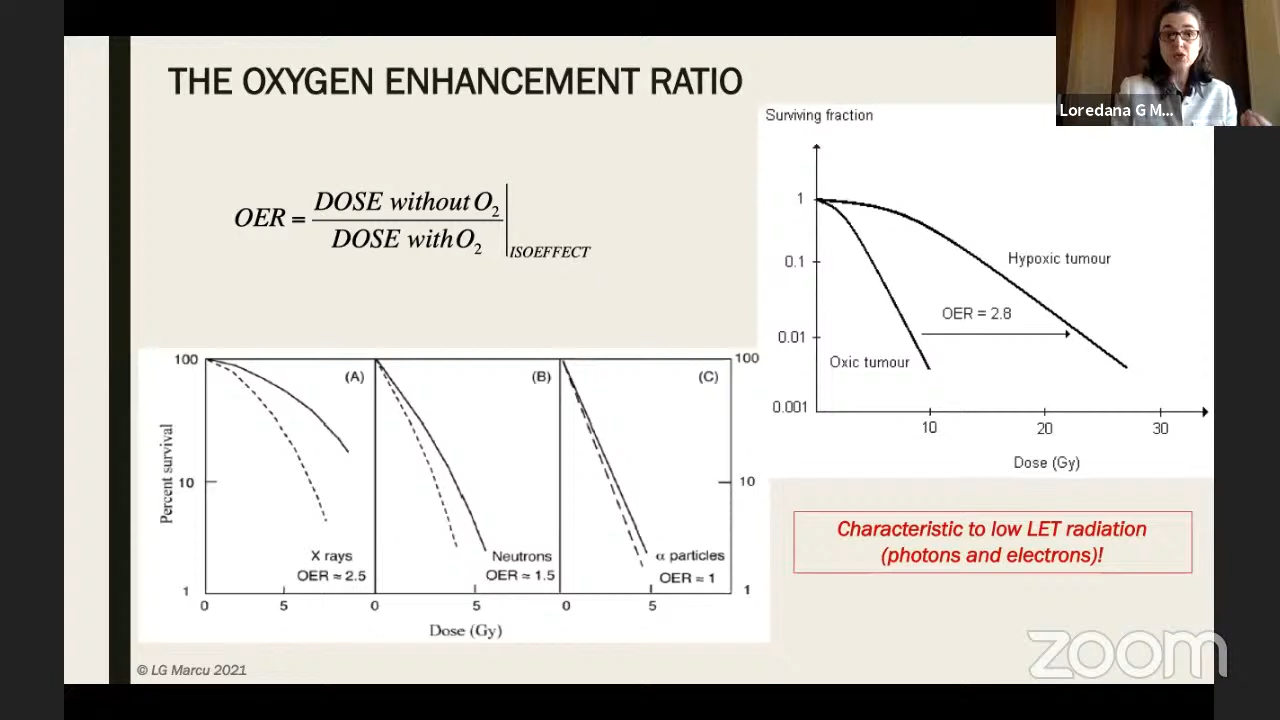 THE OXYGEN ENHANCEMENT RATIO
Loredana G M...
OER = DOSE without O2
DOSE with O2
ISOEFFECT
Surviving fraction
1
0.1
0.01
0.001
Hypoxic tumour
OER = 2.8
Oxic tumour
10
20
30
Dose (Gy)
100
10
1
Percent survival
(A)
X rays
OER ≈ 2.5
(B)
Neutrons
OER ≈ 1.5
(C)
α particles
OER ≈ 1
100
10
1
0
5
0
5
0
5
Dose (Gy)
Characteristic to low LET radiation
(photons and electrons)!
© LG Marcu 2021
zoom